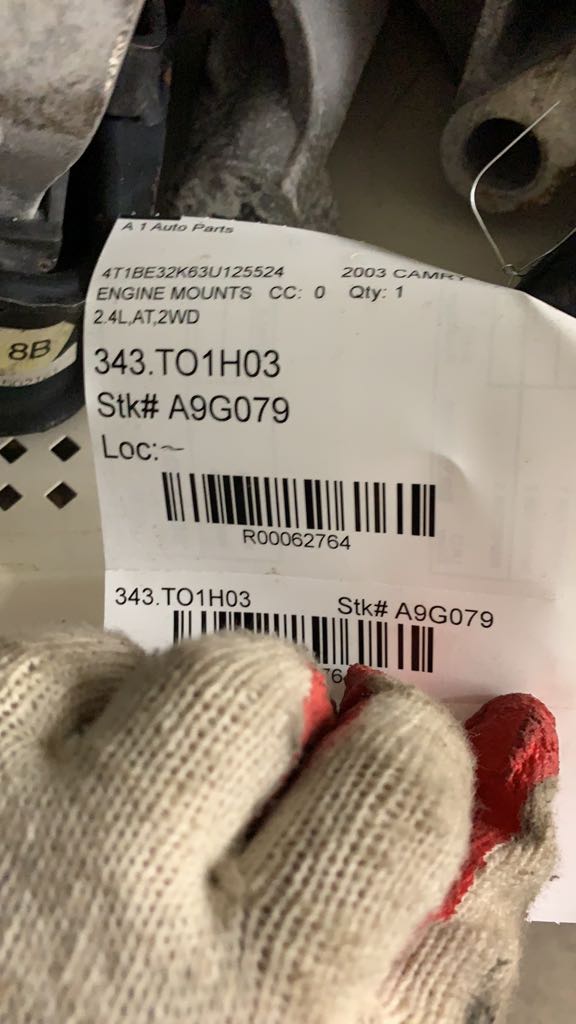 A 1 Auto Parts
4T1BE32K63U125524 2003 CAMRY
ENGINE MOUNTS CC: 0 Qty: 1
2.4L,AT,2WD
8B
343.TO1H03
Stk# A9G079
Loc:~
R00062764
343.TO1H03 Stk# A9G079